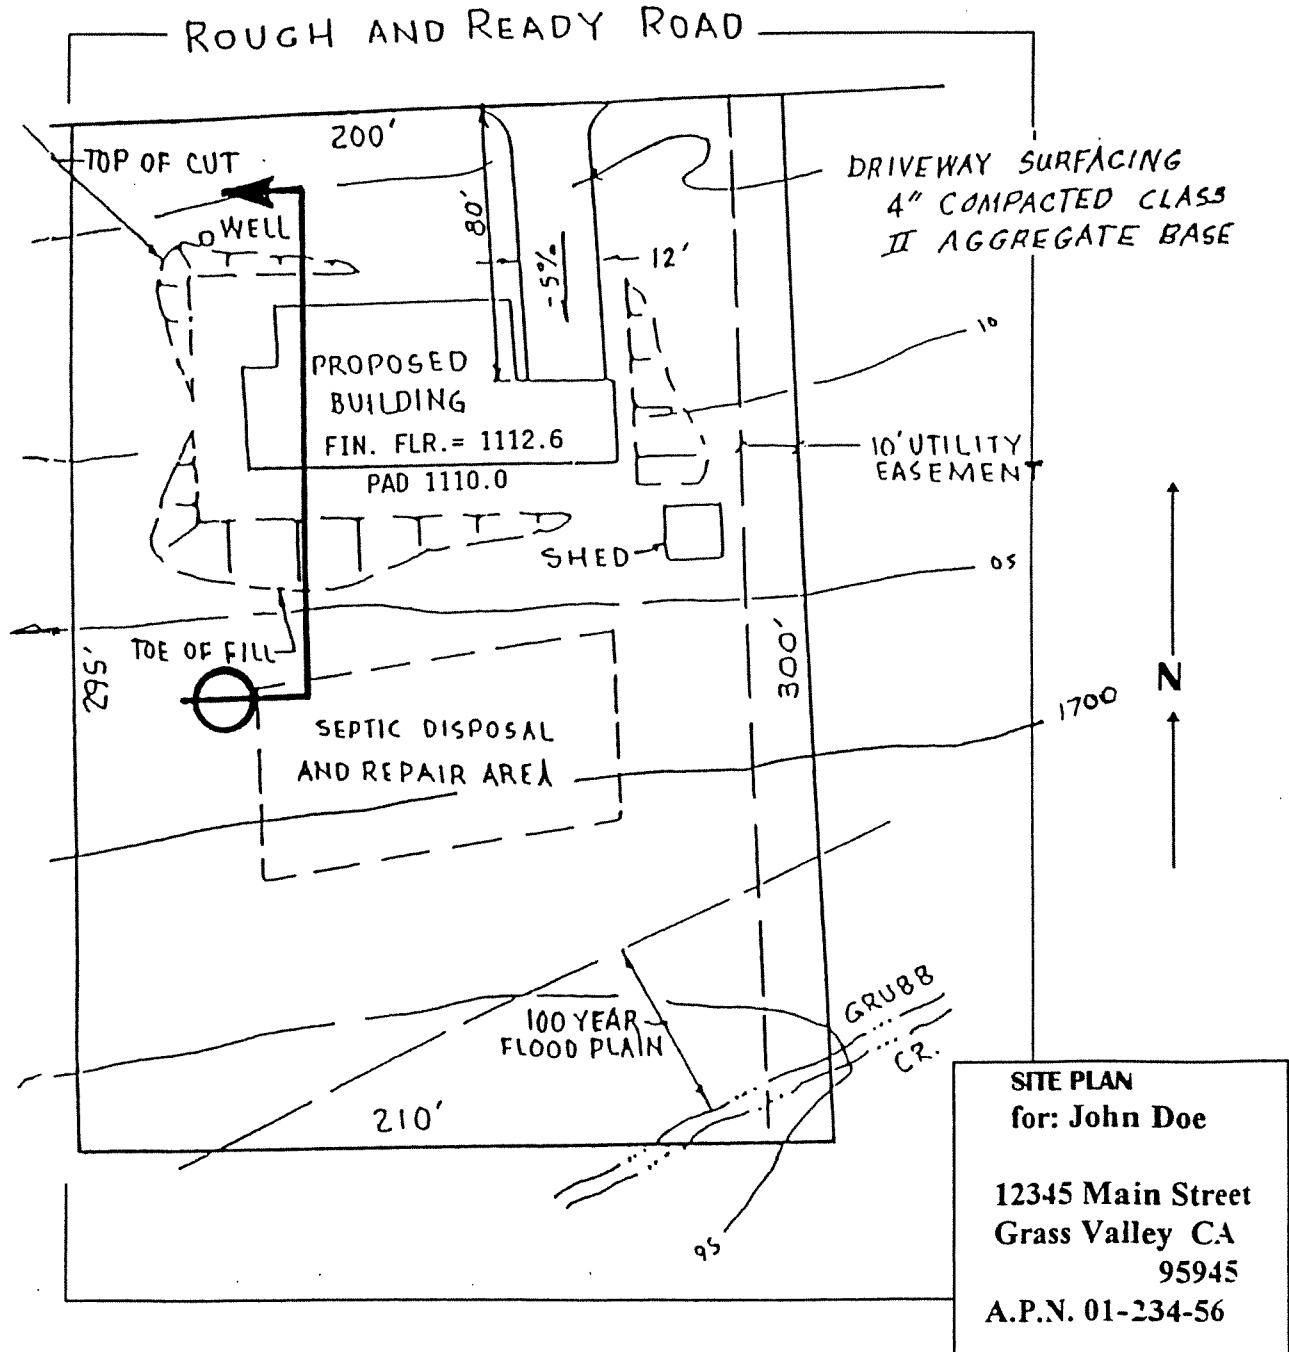 ROUGH AND READY ROAD
200'
TOP OF CUT
DRIVEWAY SURFACING
4" COMPACTED CLASS
II AGGREGATE BASE
WELL
80'
-5%
12'
10
PROPOSED
BUILDING
FIN. FLR.= 1112.6
PAD 1110.0
10' UTILITY
EASEMENT
SHED
05
TOE OF FILL
295'
300'
N
1700
SEPTIC DISPOSAL
AND REPAIR AREA
GRUBB
CR.
100 YEAR
FLOOD PLAIN
210'
95
SITE PLAN
for: John Doe
12345 Main Street
Grass Valley CA
95945
A.P.N. 01-234-56